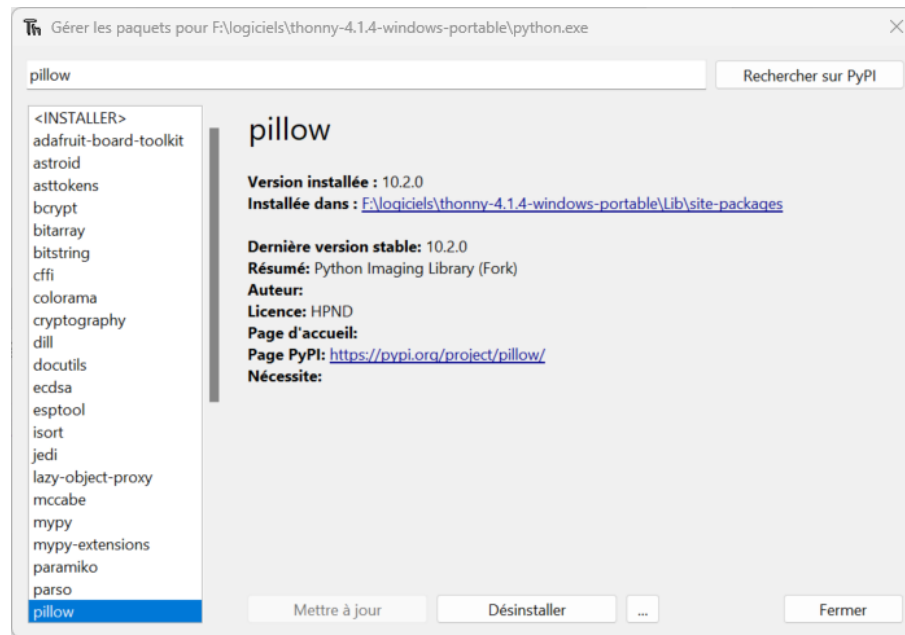 Gérer les paquets pour F:\logiciels\thonny-4.1.4-windows-portable\python.exe
pillow
Rechercher sur PyPI
<INSTALLER>
adafruit-board-toolkit
astroid
asttokens
bcrypt
bitarray
bitstring
cffi
colorama
cryptography
dill
docutils
ecdsa
esptool
isort
jedi
lazy-object-proxy
mccabe
mypy
mypy-extensions
paramiko
parso
pillow
pillow
Version installée : 10.2.0
Installée dans : F:\logiciels\thonny-4.1.4-windows-portable\Lib\site-packages
Dernière version stable: 10.2.0
Résumé: Python Imaging Library (Fork)
Auteur:
Licence: HPND
Page d'accueil:
Page PyPI: https://pypi.org/project/pillow/
Nécessite:
Mettre à jour
Désinstaller
...
Fermer